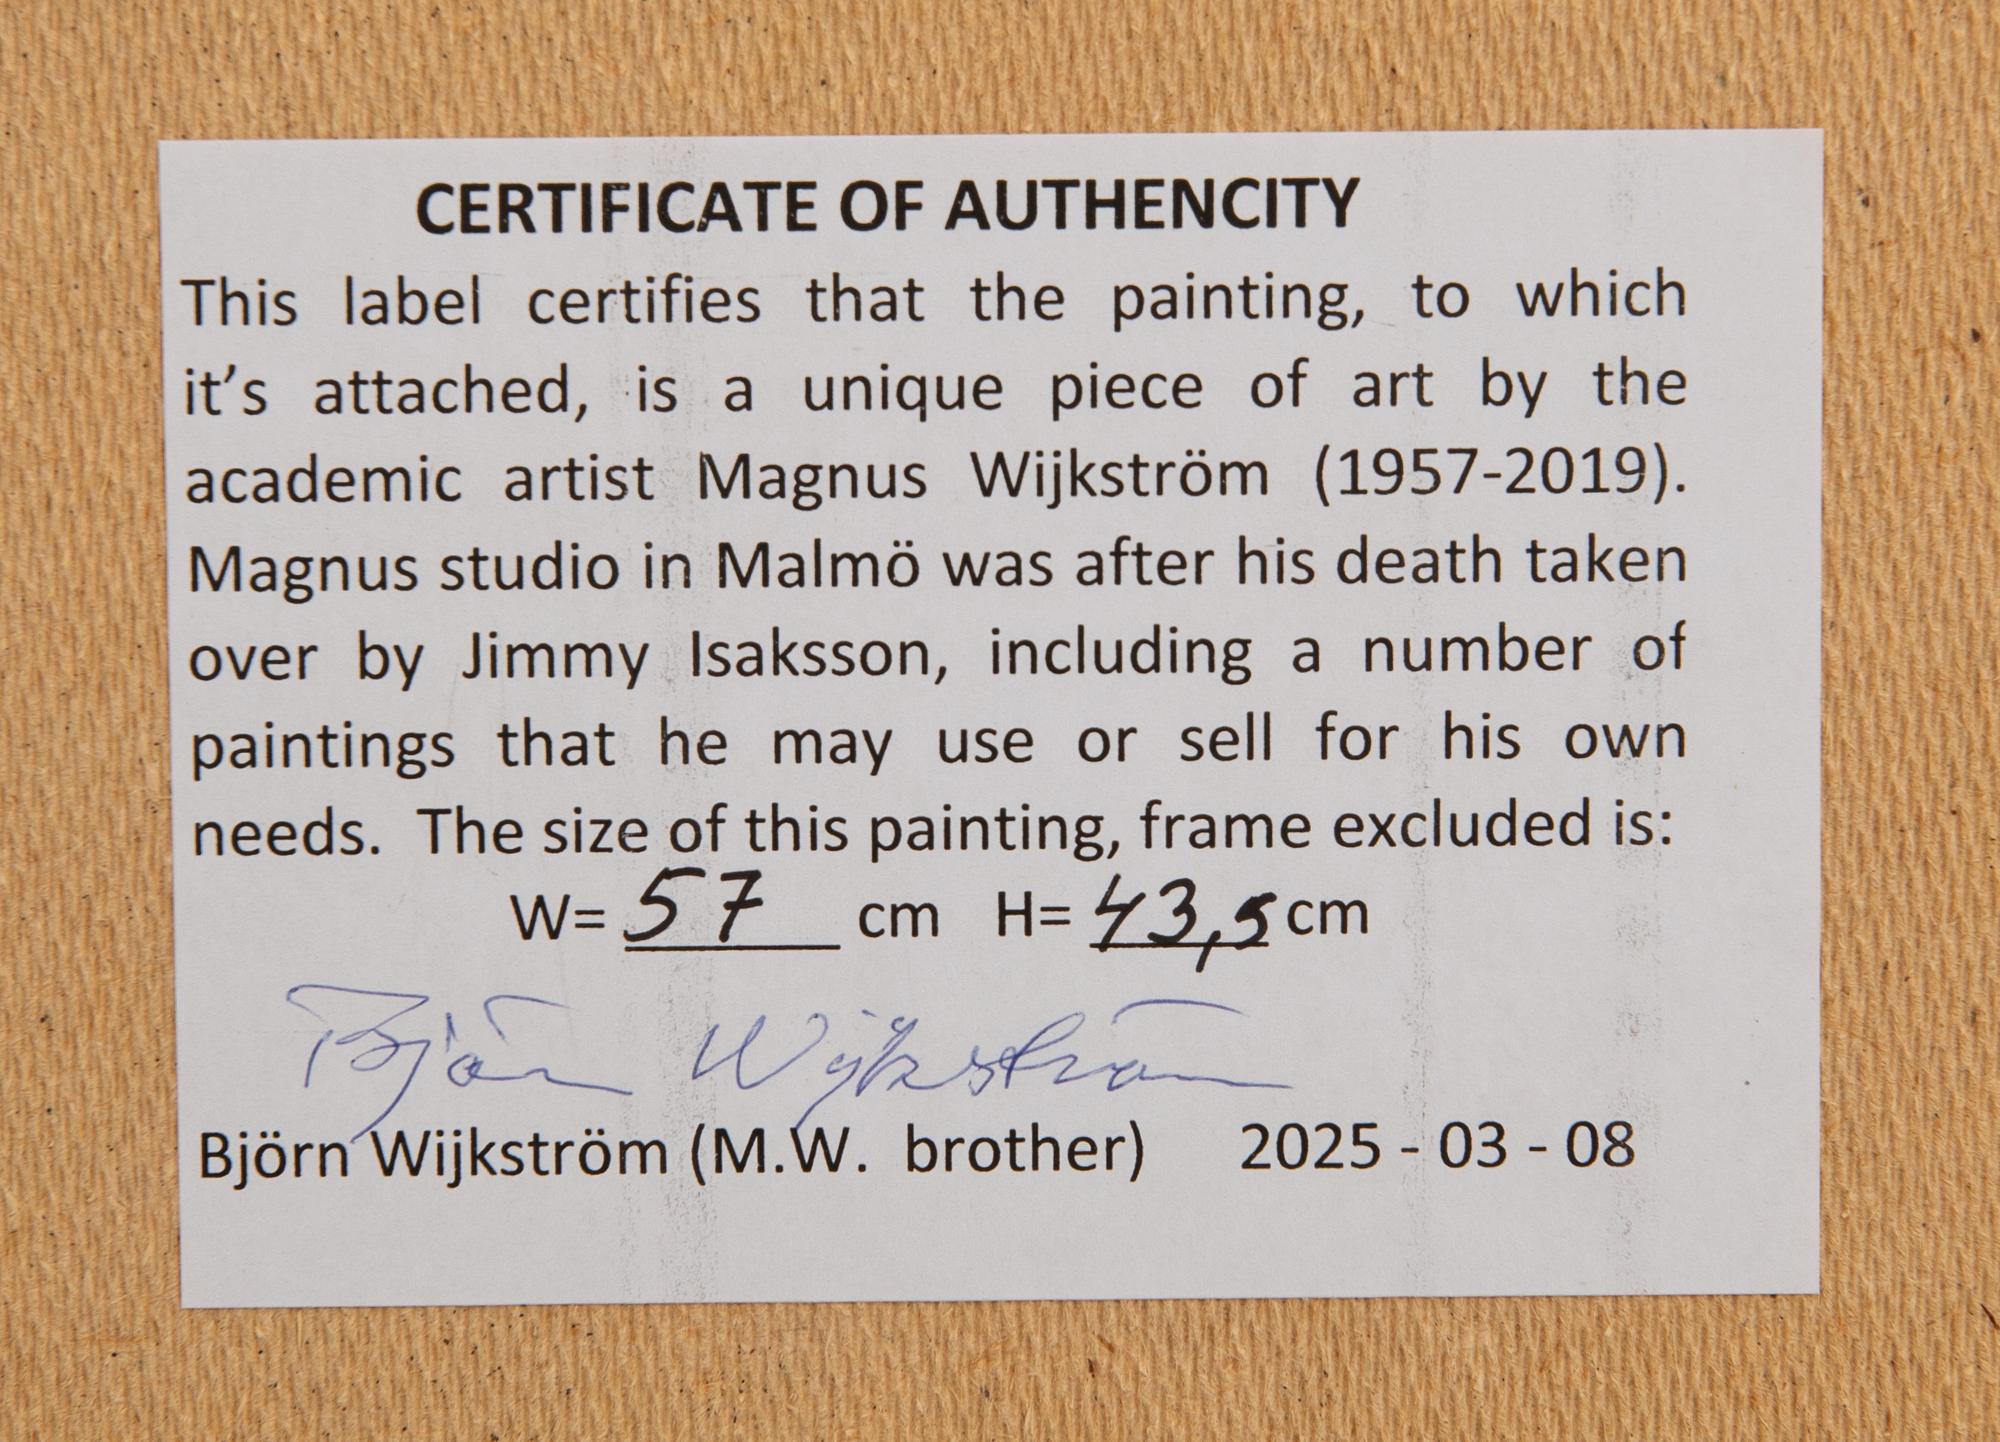 CERTIFICATE OF AUTHENCITY
This label certifies that the painting, to which
it’s attached, is a unique piece of art by the
academic artist Magnus Wijkström (1957-2019).
Magnus studio in Malmö was after his death taken
over by Jimmy Isaksson, including a number of
paintings that he may use or sell for his own
needs. The size of this painting, frame excluded is:
W= 57 cm H= 43,5 cm
Björn Wijkström
Björn Wijkström (M.W. brother) 2025 - 03 - 08